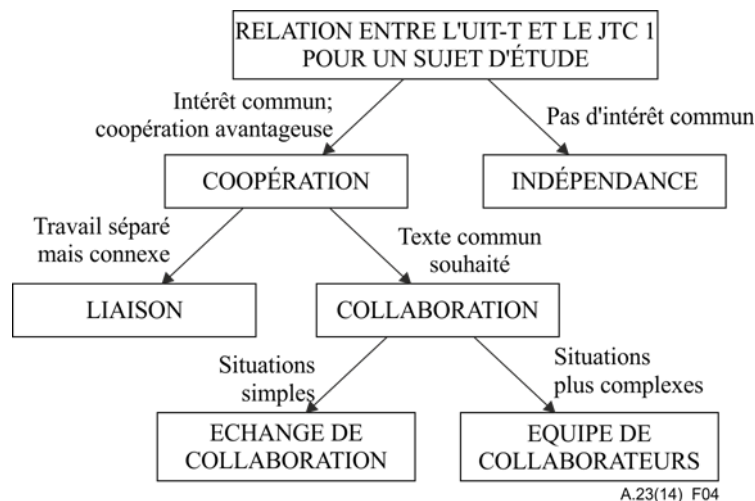 RELATION ENTRE L'UIT-T ET LE JTC 1
POUR UN SUJET D'ÉTUDE
Intérêt commun;
coopération avantageuse
Pas d'intérêt commun
COOPÉRATION
INDÉPENDANCE
Travail séparé
mais connexe
Texte commun
souhaité
LIAISON
COLLABORATION
Situations
simples
Situations
plus complexes
ECHANGE DE
COLLABORATION
EQUIPE DE
COLLABORATEURS
A.23(14)_F04